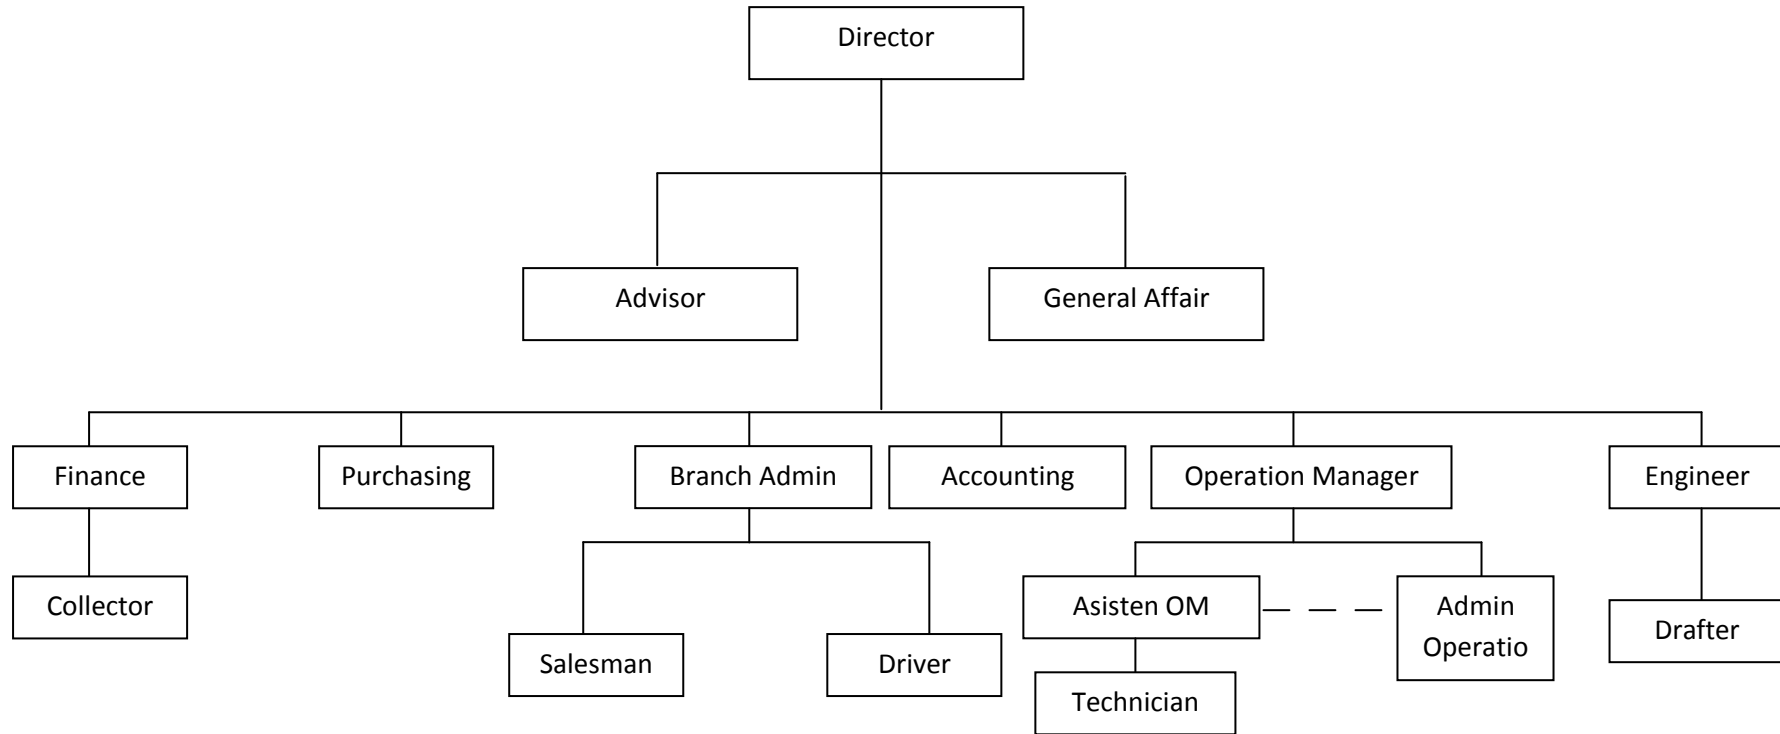 Director
Advisor
General Affair
Finance
Purchasing
Branch Admin
Accounting
Operation Manager
Engineer
Collector
Asisten OM
Admin
Operatio
Drafter
Salesman
Driver
Technician